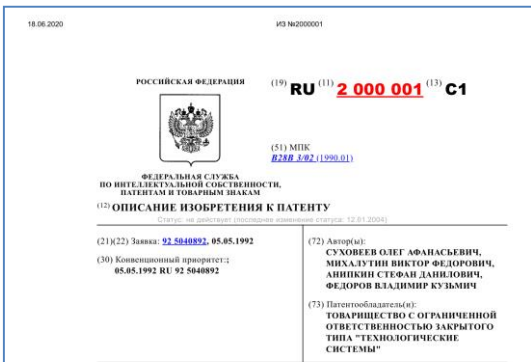 18.06.2020 ИЗ №2000001
РОССИЙСКАЯ ФЕДЕРАЦИЯ
(19) RU (11) 2 000 001 (13) C1
(51) МПК
B28B 3/02 (1990.01)
ФЕДЕРАЛЬНАЯ СЛУЖБА
ПО ИНТЕЛЛЕКТУАЛЬНОЙ СОБСТВЕННОСТИ,
ПАТЕНТАМ И ТОВАРНЫМ ЗНАКАМ
(12) ОПИСАНИЕ ИЗОБРЕТЕНИЯ К ПАТЕНТУ
Статус: не действует (последнее изменение статуса: 12.01.2004)
(21)(22) Заявка: 92 5040892, 05.05.1992
(30) Конвенционный приоритет:;
05.05.1992 RU 92 5040892
(72) Автор(ы):
СУХОВЕЕВ ОЛЕГ АФАНАСЬЕВИЧ,
МИХАЛУТИН ВИКТОР ФЕДОРОВИЧ,
АНИПКИН СТЕФАН ДАНИЛОВИЧ,
ФЕДОРОВ ВЛАДИМИР КУЗЬМИЧ
(73) Патентообладатель(и):
ТОВАРИЩЕСТВО С ОГРАНИЧЕННОЙ
ОТВЕТСТВЕННОСТЬЮ ЗАКРЫТОГО
ТИПА "ТЕХНОЛОГИЧЕСКИЕ
СИСТЕМЫ"